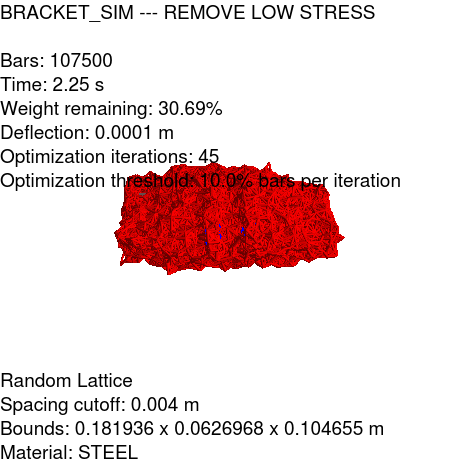 BRACKET_SIM --- REMOVE LOW STRESS
Bars: 107500
Time: 2.25 s
Weight remaining: 30.69%
Deflection: 0.0001 m
Optimization iterations: 45
Optimization threshold: 10.0% bars per iteration
Random Lattice
Spacing cutoff: 0.004 m
Bounds: 0.181936 x 0.0626968 x 0.104655 m
Material: STEEL